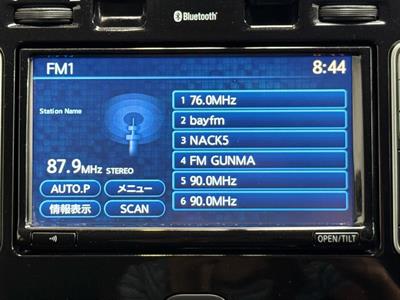 Bluetooth
FM1
8:44
Station Name
87.9MHz STEREO
AUTO.P
メニュー
情報表示
SCAN
1 76.0MHz
2 bayfm
3 NACK5
4 FM GUNMA
5 90.0MHz
6 90.0MHz
OPEN/TILT